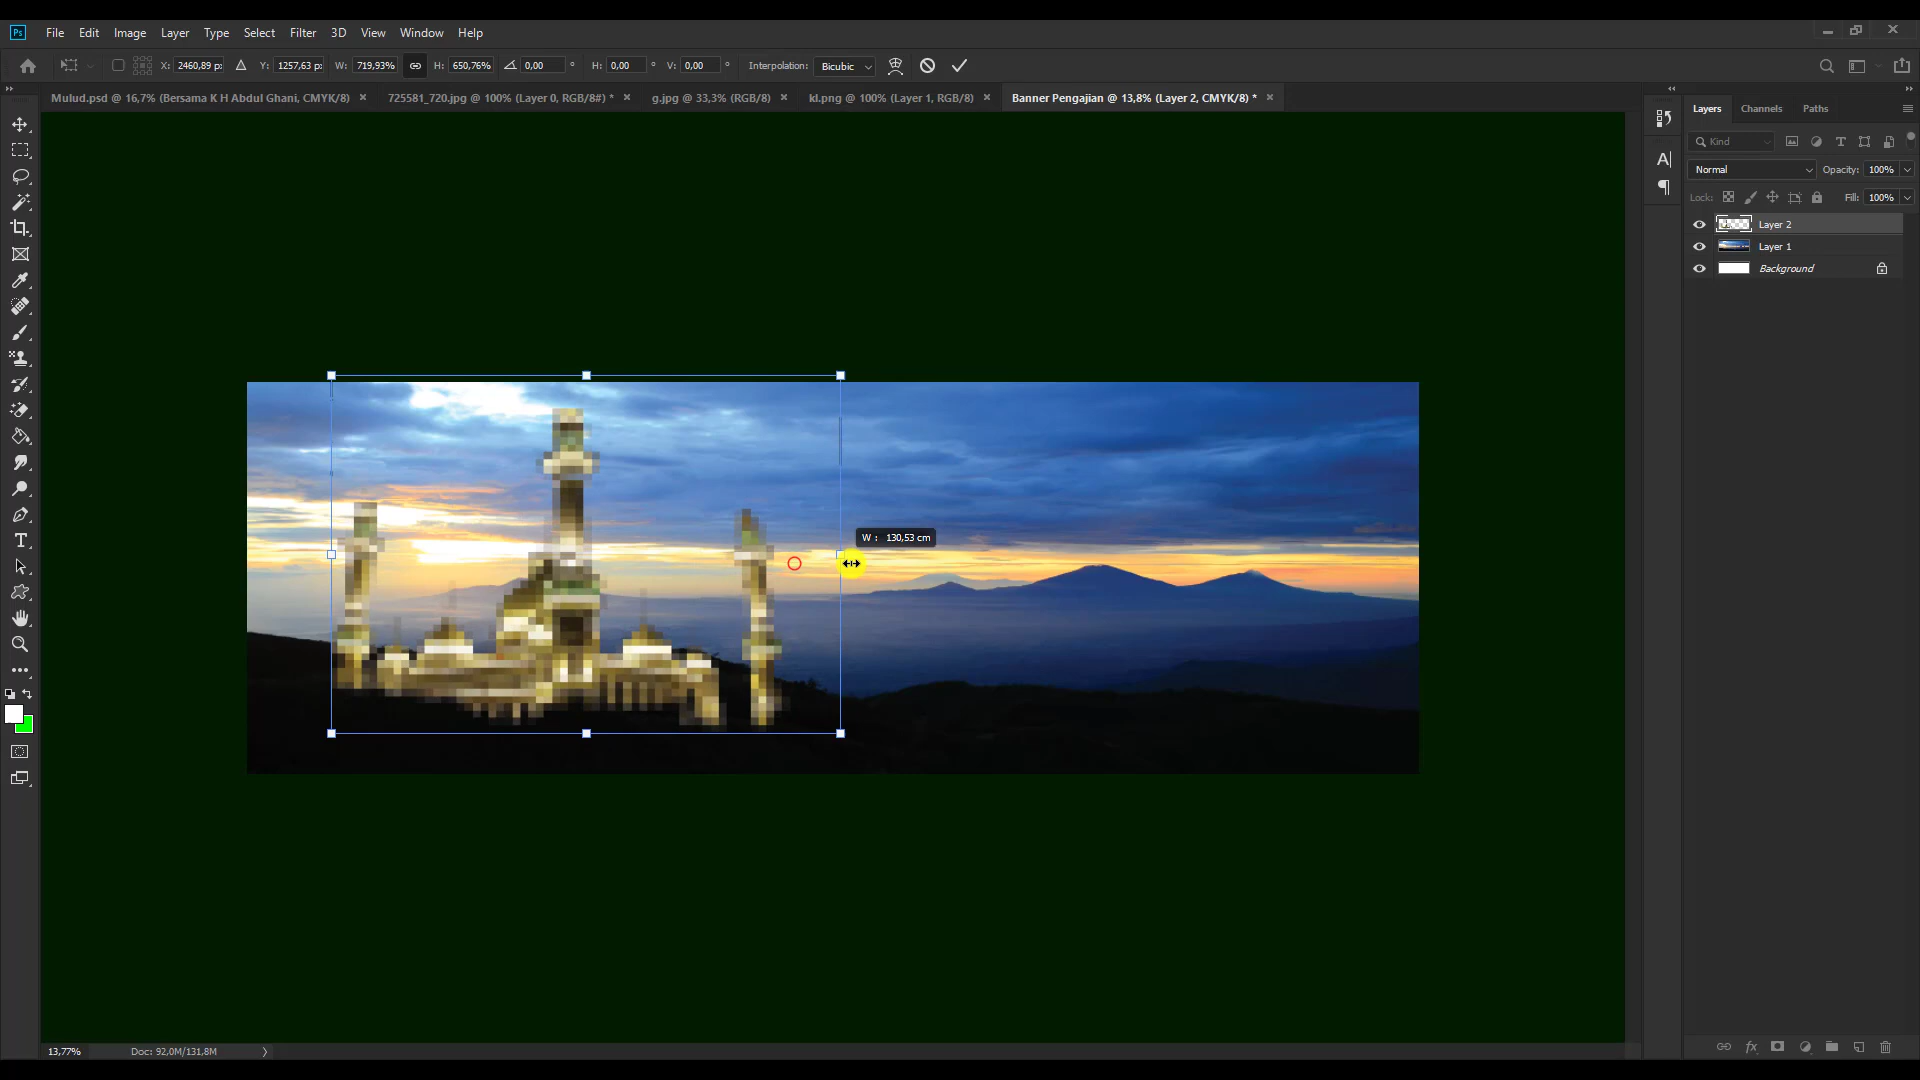 Ps File Edit Image Layer Type Select Filter 3D View Window Help
X: 2460,89 p: Y: 1257,63 p: W: 719,93% H: 650,76% 0,00 ° H: 0,00 ° V: 0,00 ° Interpolation: Bicubic
Mulud.psd @ 16,7% (Bersama K H Abdul Ghani, CMYK/8) 725581_720.jpg @ 100% (Layer 0, RGB/8#) * g.jpg @ 33,3% (RGB/8) kl.png @ 100% (Layer 1, RGB/8) Banner Pengajian @ 13,8% (Layer 2, CMYK/8) *
Layers Channels Paths
Kind
Normal Opacity: 100%
Lock: Fill: 100%
Layer 2
Layer 1
Background
W : 130,53 cm
13,77% Doc: 92,0M/131,8M